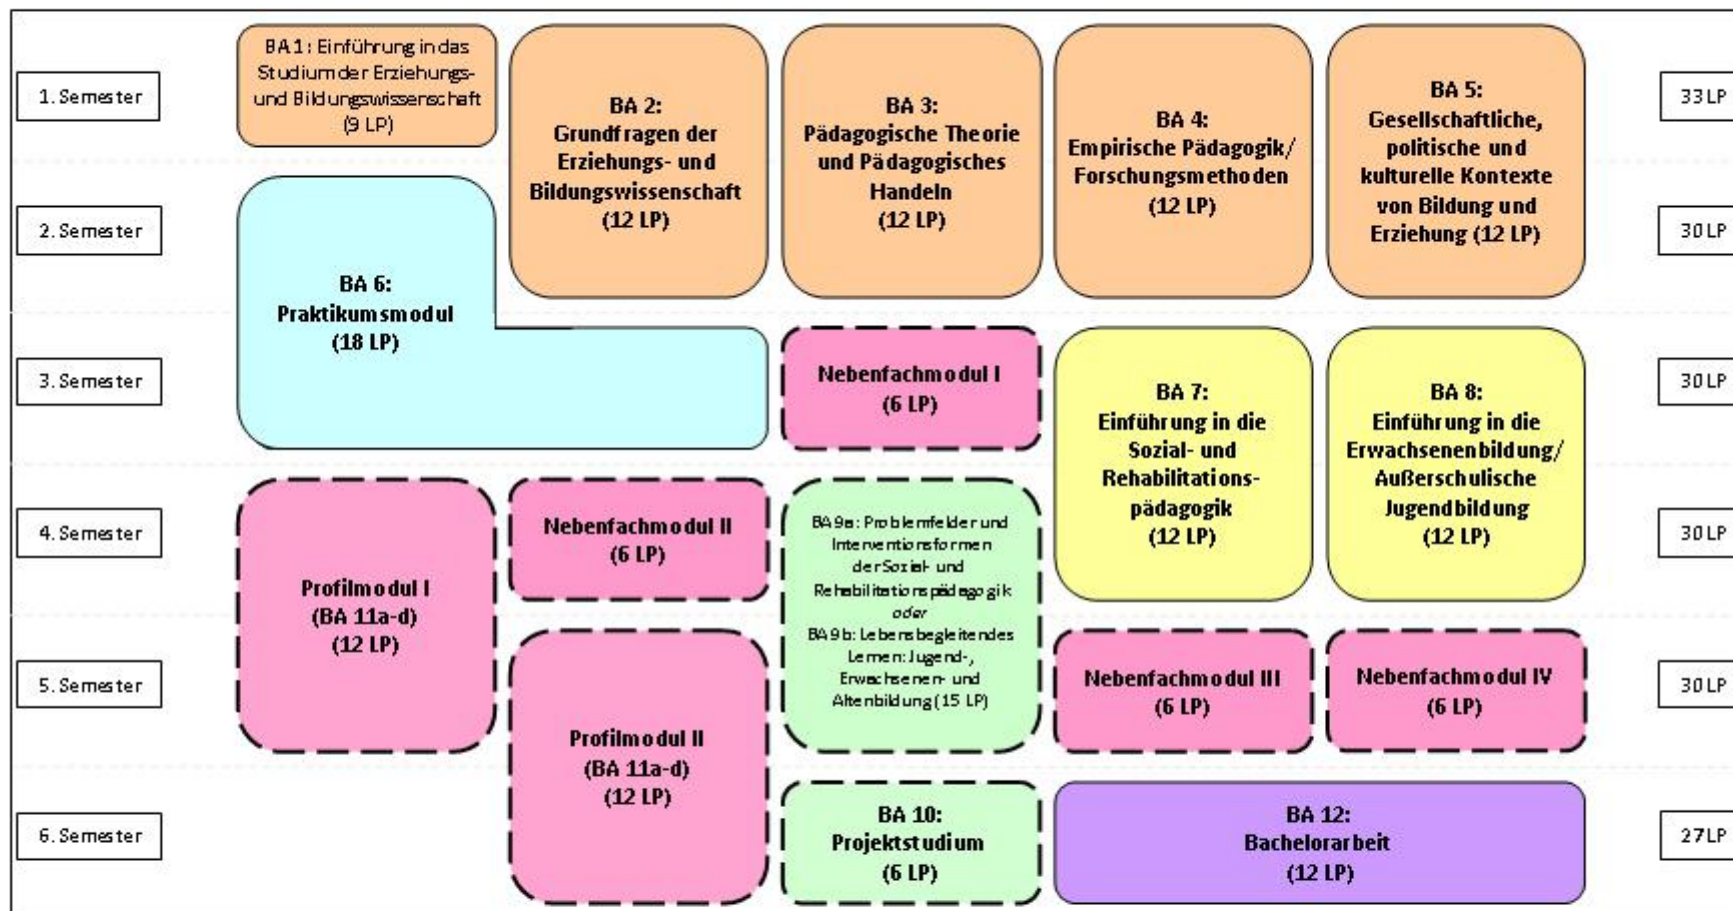 1. Semester
BA 1: Einführung in das
Studium der Erziehungs-
und Bildungswissenschaft
(9 LP)
BA 2:
Grundfragen der
Erziehungs- und
Bildungswissenschaft
(12 LP)
BA 3:
Pädagogische Theorie
und Pädagogisches
Handeln
(12 LP)
BA 4:
Empirische Pädagogik/
Forschungsmethoden
(12 LP)
BA 5:
Gesellschaftliche,
politische und
kulturelle Kontexte
von Bildung und
Erziehung (12 LP)
33 LP
2. Semester
30 LP
BA 6:
Praktikumsmodul
(18 LP)
3. Semester
Nebenfachmodul I
(6 LP)
BA 7:
Einführung in die
Sozial- und
Rehabilitations-
pädagogik
(12 LP)
BA 8:
Einführung in die
Erwachsenenbildung/
Außerschulische
Jugendbildung
(12 LP)
30 LP
4. Semester
Profilmodul I
(BA 11a-d)
(12 LP)
Nebenfachmodul II
(6 LP)
BA 9a: Problemfelder und
Interventionsformen
der Sozial- und
Rehabilitationspädagogik
oder
BA 9b: Lebensbegleitendes
Lernen: Jugend-,
Erwachsenen- und
Altenbildung (15 LP)
30 LP
5. Semester
Profilmodul II
(BA 11a-d)
(12 LP)
Nebenfachmodul III
(6 LP)
Nebenfachmodul IV
(6 LP)
30 LP
6. Semester
BA 10:
Projektstudium
(6 LP)
BA 12:
Bachelorarbeit
(12 LP)
27 LP